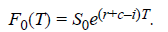 F₀(T) = S₀e^(r+c–i)T.